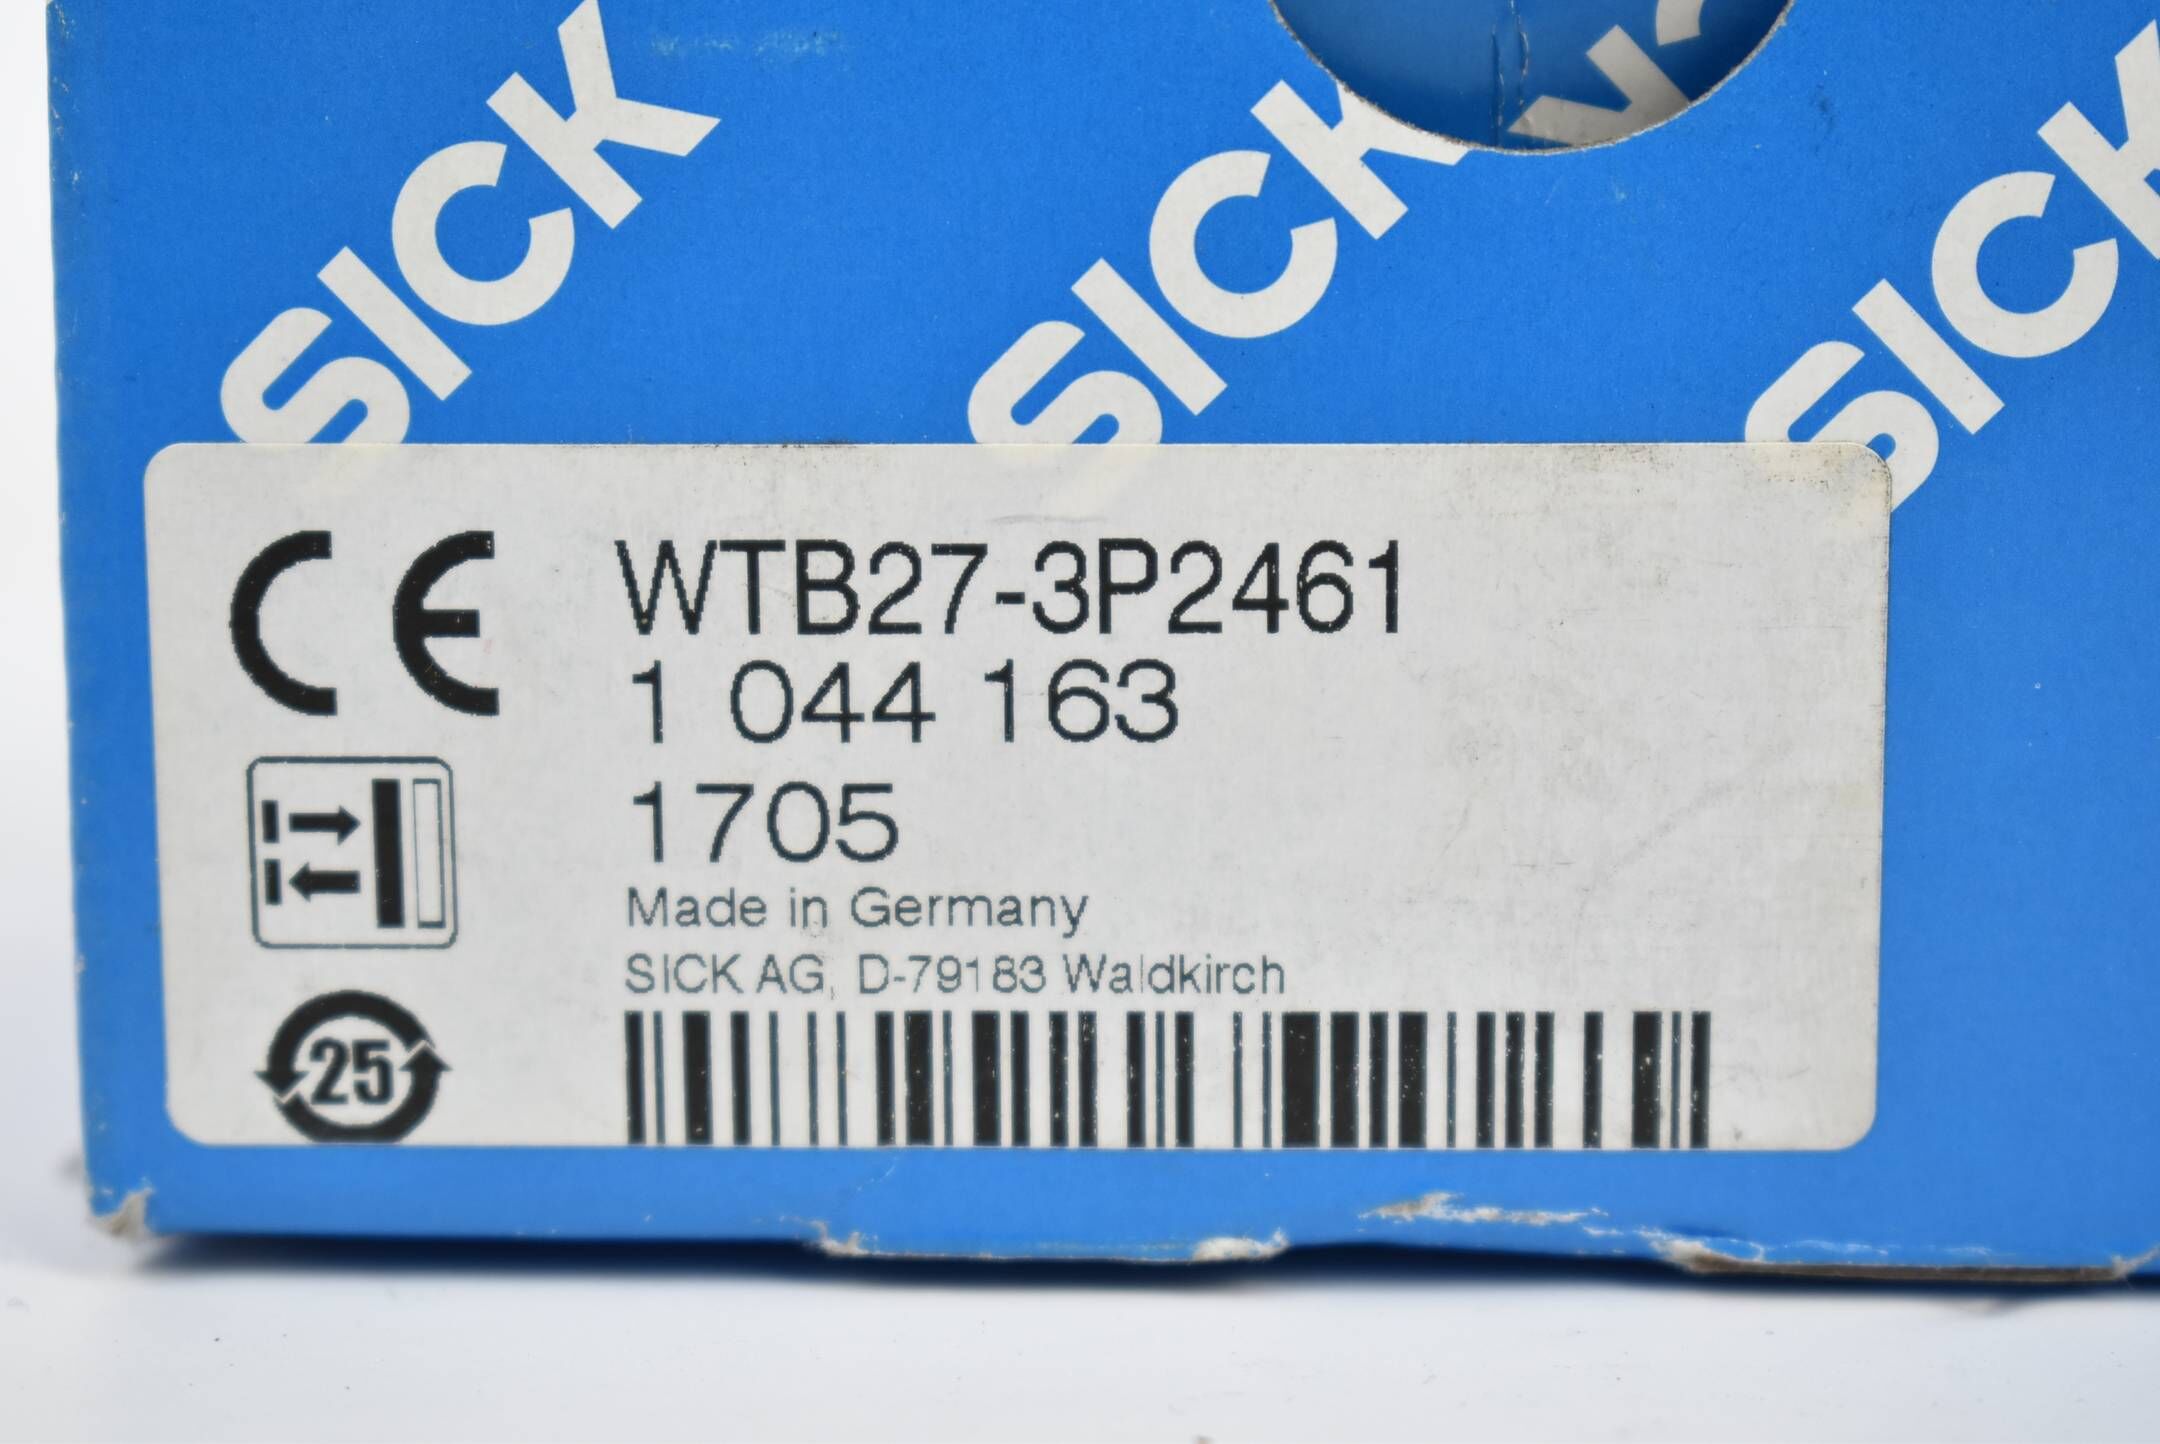 SICK
SICK
SICK
CE
WTB27-3P2461
1 044 163
1705
Made in Germany
SICK AG, D-79183 Waldkirch
25